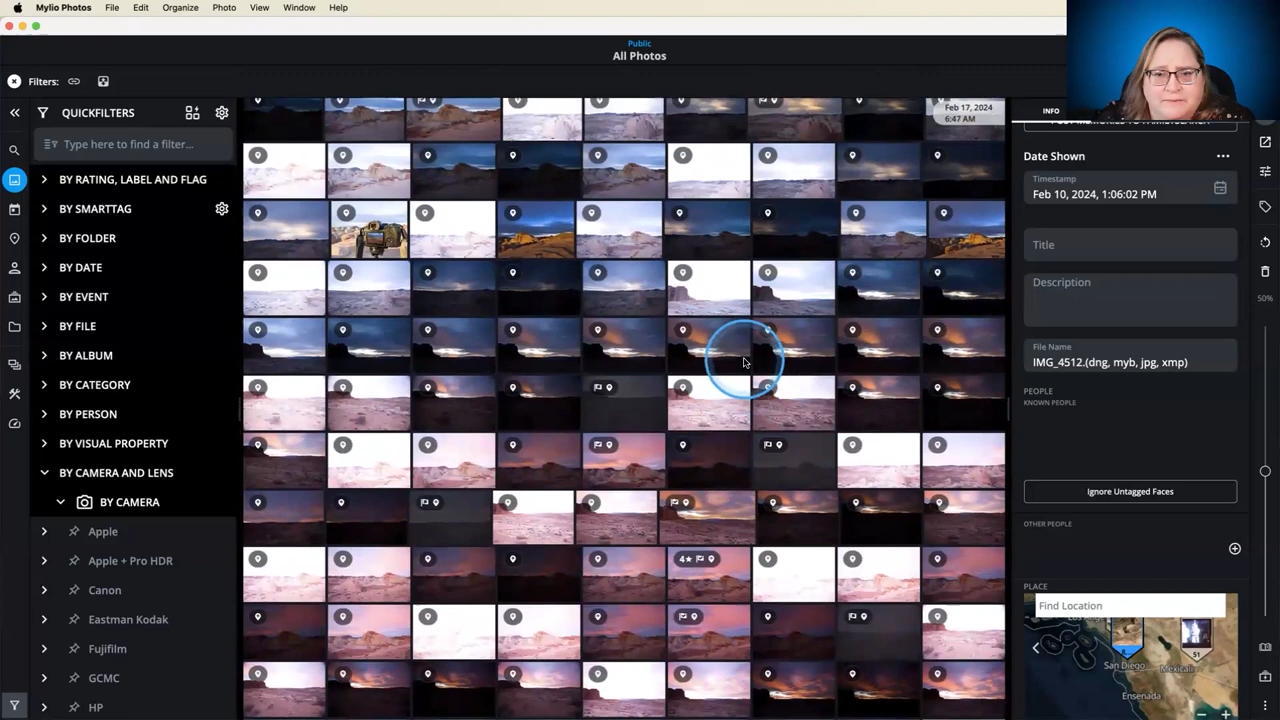 Mylio Photos File Edit Organize Photo View Window Help
Public
All Photos
Filters:
QUICKFILTERS
Type here to find a filter...
BY RATING, LABEL AND FLAG
BY SMARTTAG
BY FOLDER
BY DATE
BY EVENT
BY FILE
BY ALBUM
BY CATEGORY
BY PERSON
BY VISUAL PROPERTY
BY CAMERA AND LENS
BY CAMERA
Apple
Apple + Pro HDR
Canon
Eastman Kodak
Fujifilm
GCMC
HP
Feb 17, 2024
6:47 AM
4★
INFO
Date Shown
Timestamp
Feb 10, 2024, 1:06:02 PM
Title
Description
File Name
IMG_4512.(dng, myb, jpg, xmp)
PEOPLE
KNOWN PEOPLE
Ignore Untagged Faces
OTHER PEOPLE
PLACE
Find Location
51
San Diego
Mexicali
Ensenada
50%